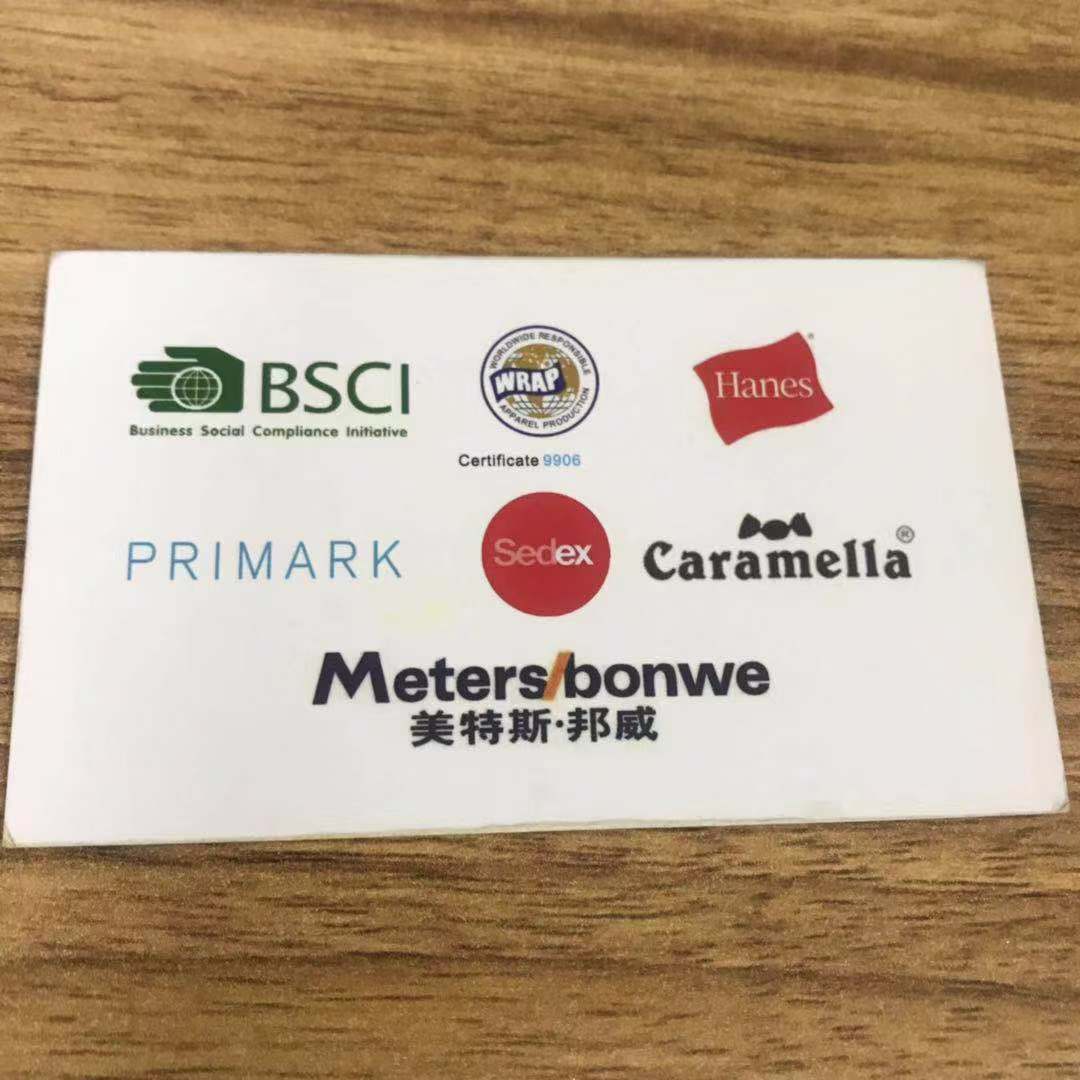 BSCI
Business Social Compliance Initiative
WORLDWIDE RESPONSIBLE
WRAP
APPAREL PRODUCTION
Certificate 9906
Hanes®
PRIMARK
Sedex
Caramella®
Meters/bonwe
美特斯·邦威